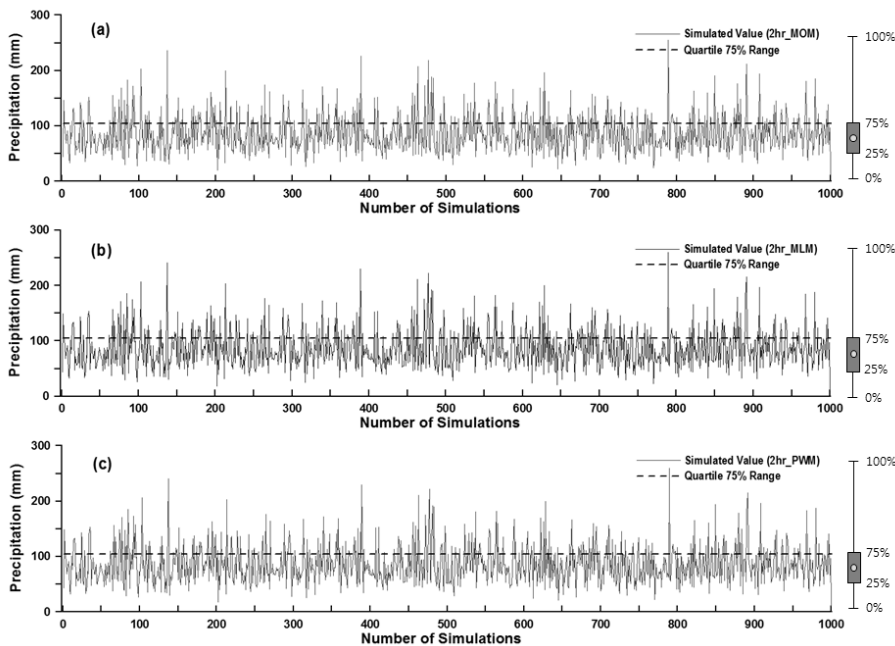 (a)
Simulated Value (2hr_MOM)
Quartile 75% Range
Precipitation (mm)
300
200
100
0
0 100 200 300 400 500 600 700 800 900 1000
Number of Simulations
100%
75%
25%
0%
(b)
Simulated Value (2hr_MLM)
Quartile 75% Range
Precipitation (mm)
300
200
100
0
0 100 200 300 400 500 600 700 800 900 1000
Number of Simulations
100%
75%
25%
0%
(c)
Simulated Value (2hr_PWM)
Quartile 75% Range
Precipitation (mm)
300
200
100
0
0 100 200 300 400 500 600 700 800 900 1000
Number of Simulations
100%
75%
25%
0%